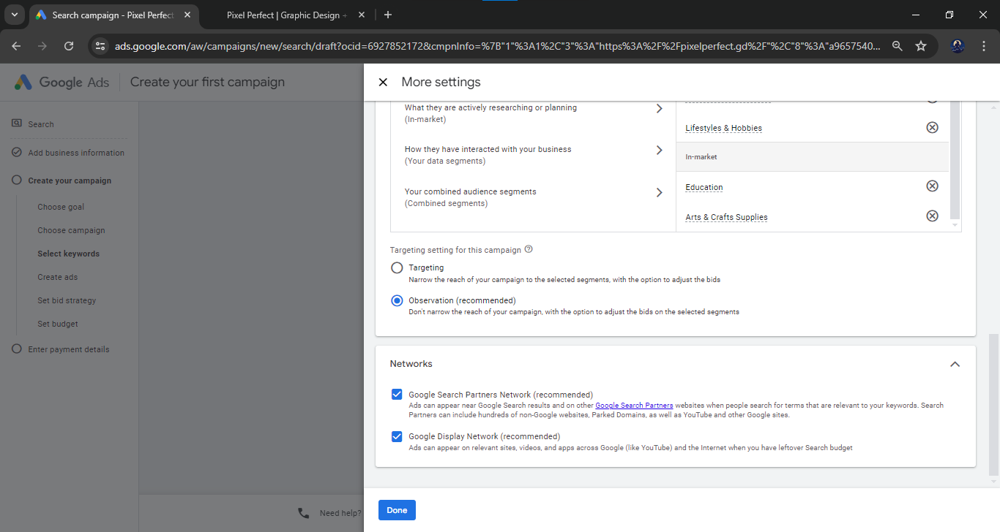 Search campaign - Pixel Perfect
Pixel Perfect | Graphic Design +
ads.google.com/aw/campaigns/new/search/draft?ocid=6927852172&cmpnInfo=%7B"1"%3A1%2C"3"%3A"https%3A%2F%2Fpixelperfect.gd%2F"%2C"8"%3A"a9657540...
Google Ads
Create your first campaign
More settings
Search
Add business information
Create your campaign
Choose goal
Choose campaign
Select keywords
Create ads
Set bid strategy
Set budget
Enter payment details
Need help?
What they are actively researching or planning
(In-market)
How they have interacted with your business
(Your data segments)
Your combined audience segments
(Combined segments)
Lifestyles & Hobbies
In-market
Education
Arts & Crafts Supplies
Targeting setting for this campaign
Targeting
Narrow the reach of your campaign to the selected segments, with the option to adjust the bids
Observation (recommended)
Don't narrow the reach of your campaign, with the option to adjust the bids on the selected segments
Networks
Google Search Partners Network (recommended)
Ads can appear near Google Search results and on other Google Search Partners websites when people search for terms that are relevant to your keywords. Search
Partners can include hundreds of non-Google websites, Parked Domains, as well as YouTube and other Google sites.
Google Display Network (recommended)
Ads can appear on relevant sites, videos, and apps across Google (like YouTube) and the Internet when you have leftover Search budget
Done